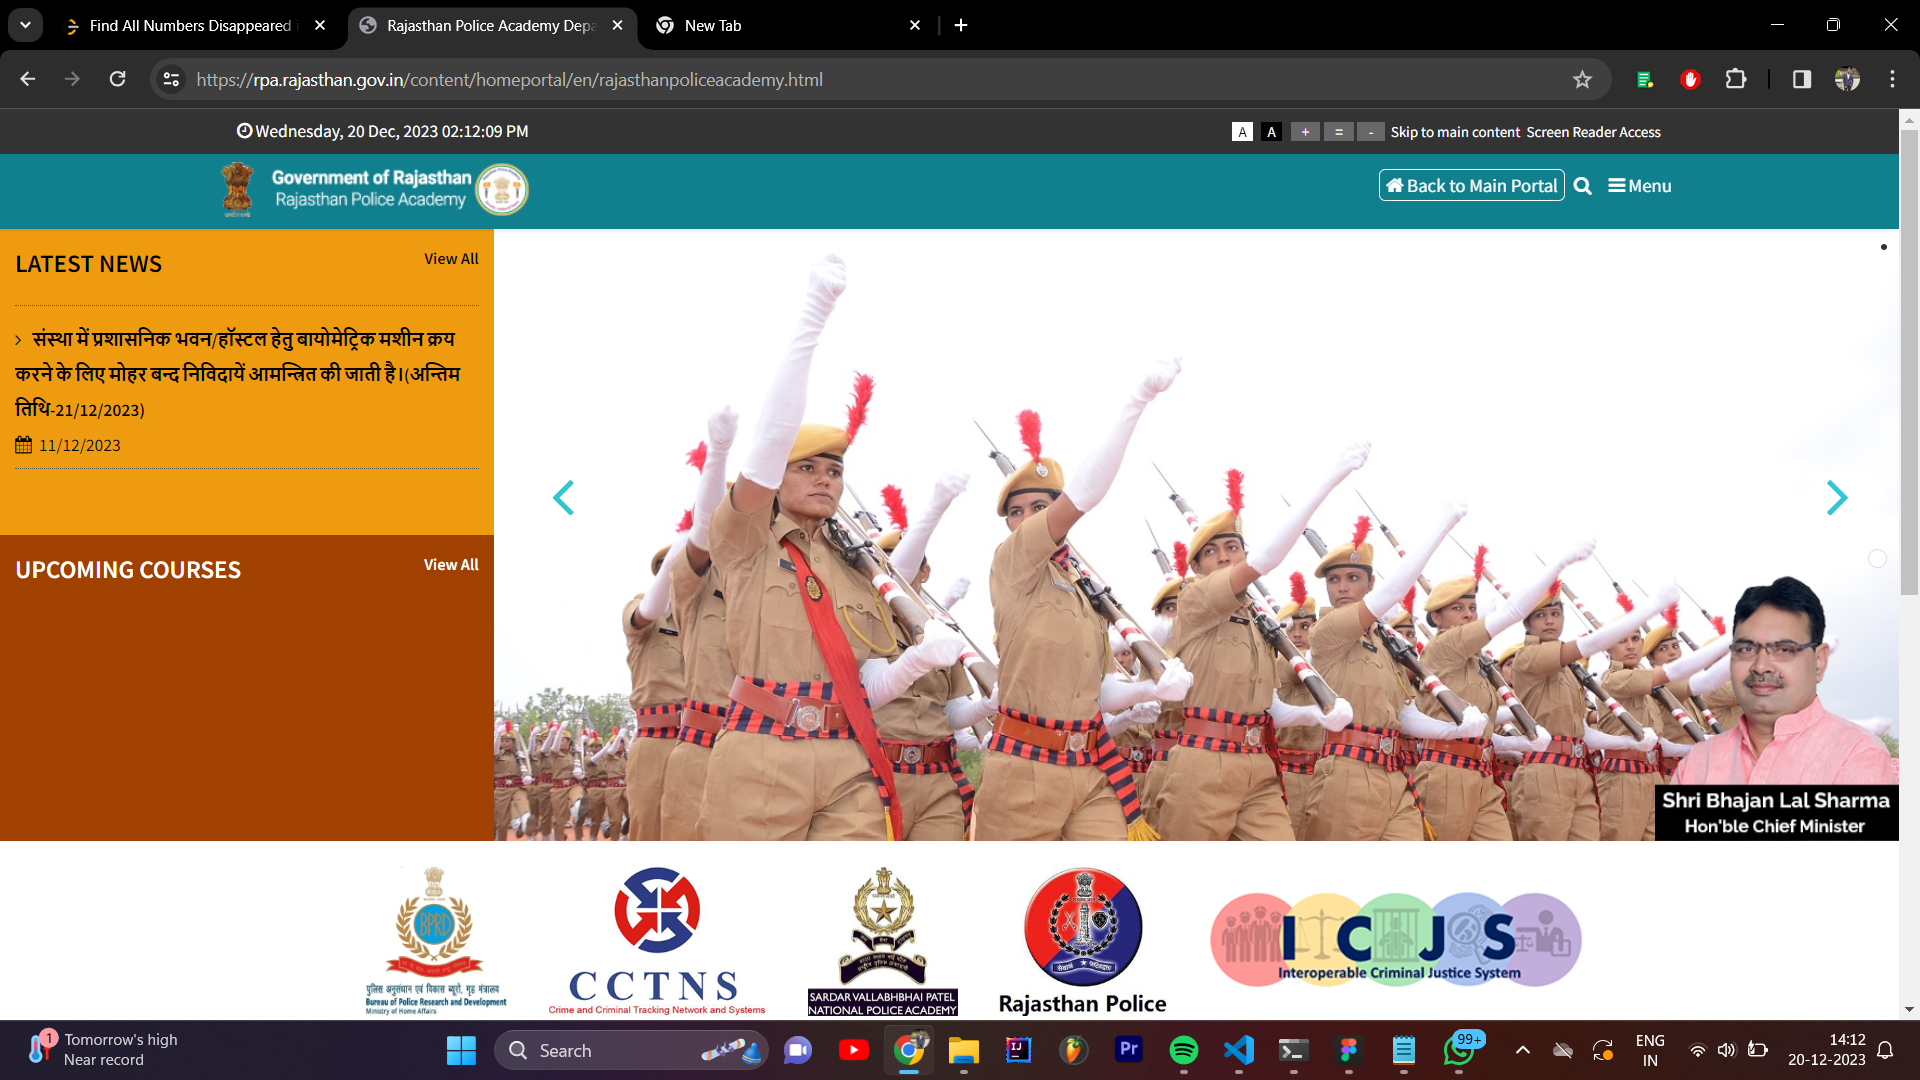 Find All Numbers Disappeared i
Rajasthan Police Academy Depa
New Tab
https://rpa.rajasthan.gov.in/content/homeportal/en/rajasthanpoliceacademy.html
Wednesday, 20 Dec, 2023 02:12:09 PM
A A + = - Skip to main content Screen Reader Access
Government of Rajasthan
Rajasthan Police Academy
Back to Main Portal
Menu
LATEST NEWS
View All
संस्था में प्रशासनिक भवन/हॉस्टल हेतु बायोमेट्रिक मशीन क्रय
करने के लिए मोहर बन्द निविदायें आमन्त्रित की जाती है।(अन्तिम
तिथि-21/12/2023)
11/12/2023
UPCOMING COURSES
View All
Shri Bhajan Lal Sharma
Hon'ble Chief Minister
BPRD
पुलिस अनुसंधान एवं विकास ब्यूरो, गृह मंत्रालय
Bureau of Police Research and Development
Ministry of Home Affairs
CCTNS
Crime and Criminal Tracking Network and Systems
SARDAR VALLABHBHAI PATEL
NATIONAL POLICE ACADEMY
Rajasthan Police
ICJS
Interoperable Criminal Justice System
1
Tomorrow's high
Near record
Search
IJ
Pr
99+
ENG
IN
14:12
20-12-2023